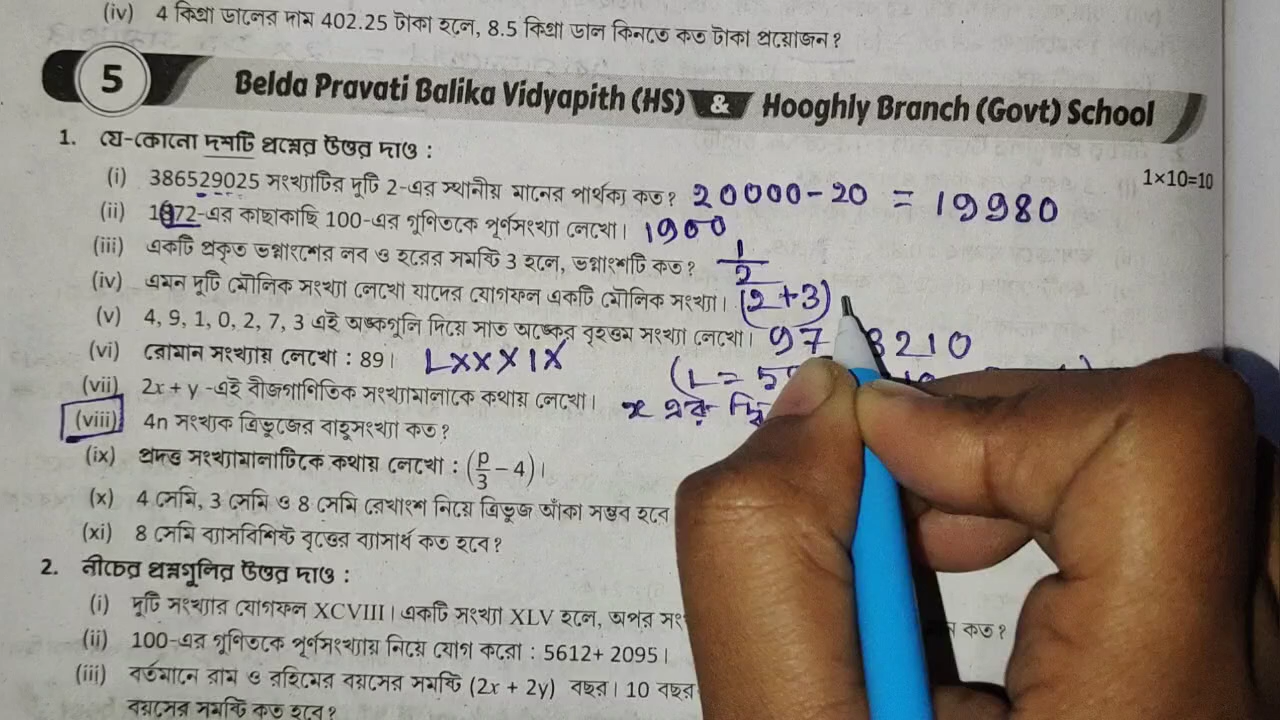 (iv) 4 কিগ্রা ডালের দাম 402.25 টাকা হলে, 8.5 কিগ্রা ডাল কিনতে কত টাকা প্রয়োজন?
5 Belda Pravati Balika Vidyapith (HS) & Hooghly Branch (Govt) School
1. যে-কোনো দশটি প্রশ্নের উত্তর দাও : 1×10=10
(i) 386529025 সংখ্যাটির দুটি 2-এর স্থানীয় মানের পার্থক্য কত? 20000-20 = 19980
(ii) 1972-এর কাছাকাছি 100-এর গুণিতকে পূর্ণসংখ্যা লেখো। 1900
(iii) একটি প্রকৃত ভগ্নাংশের লব ও হরের সমষ্টি 3 হলে, ভগ্নাংশটি কত? 1/2
(iv) এমন দুটি মৌলিক সংখ্যা লেখো যাদের যোগফল একটি মৌলিক সংখ্যা। (2+3)
(v) 4, 9, 1, 0, 2, 7, 3 এই অঙ্কগুলি দিয়ে সাত অঙ্কের বৃহত্তম সংখ্যা লেখো। 97 3210
(vi) রোমান সংখ্যায় লেখো : 89। LXXXIX
(L = 5
(vii) 2x + y -এই বীজগাণিতিক সংখ্যামালাকে কথায় লেখো। x এর দ্বি
(viii) 4n সংখ্যক ত্রিভুজের বাহুসংখ্যা কত?
(ix) প্রদত্ত সংখ্যামালাটিকে কথায় লেখো : (p/3 − 4)।
(x) 4 সেমি, 3 সেমি ও 8 সেমি রেখাংশ নিয়ে ত্রিভুজ আঁকা সম্ভব হবে
(xi) 8 সেমি ব্যাসবিশিষ্ট বৃত্তের ব্যাসার্ধ কত হবে?
2. নীচের প্রশ্নগুলির উত্তর দাও :
(i) দুটি সংখ্যার যোগফল XCVIII। একটি সংখ্যা XLV হলে, অপর কত?
(ii) 100-এর গুণিতকে পূর্ণসংখ্যায় নিয়ে যোগ করো : 5612+ 2095।
(iii) বর্তমানে রাম ও রহিমের বয়সের সমষ্টি (2x + 2y) বছর। 10 বছর
বয়সের সমষ্টি কত হবে?